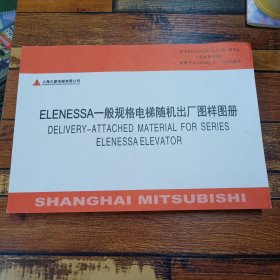 上海三菱电梯有限公司
ELENESSA一般规格电梯随机出厂图样图册
DELIVERY-ATTACHED MATERIAL FOR SERIES
ELENESSA ELEVATOR
SHANGHAI MITSUBISHI